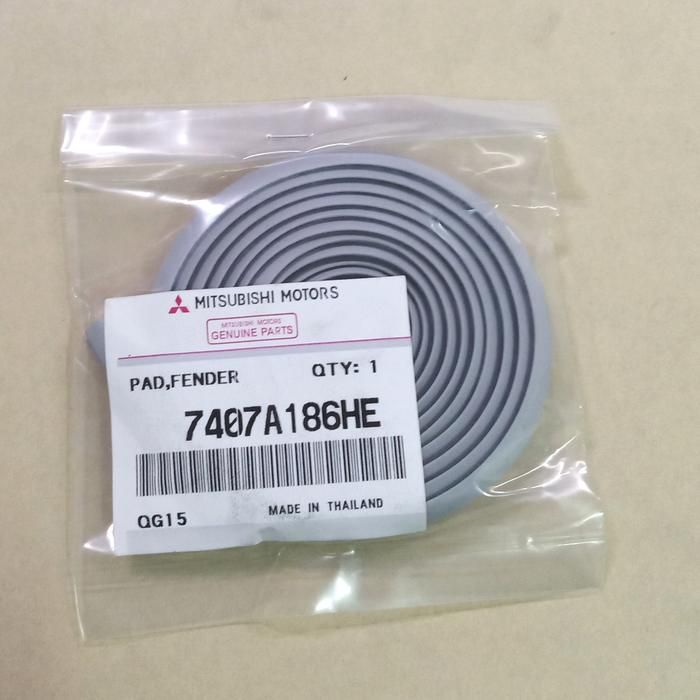 MITSUBISHI MOTORS
MITSUBISHI MOTORS
GENUINE PARTS
PAD,FENDER QTY: 1
7407A186HE
QG15 MADE IN THAILAND